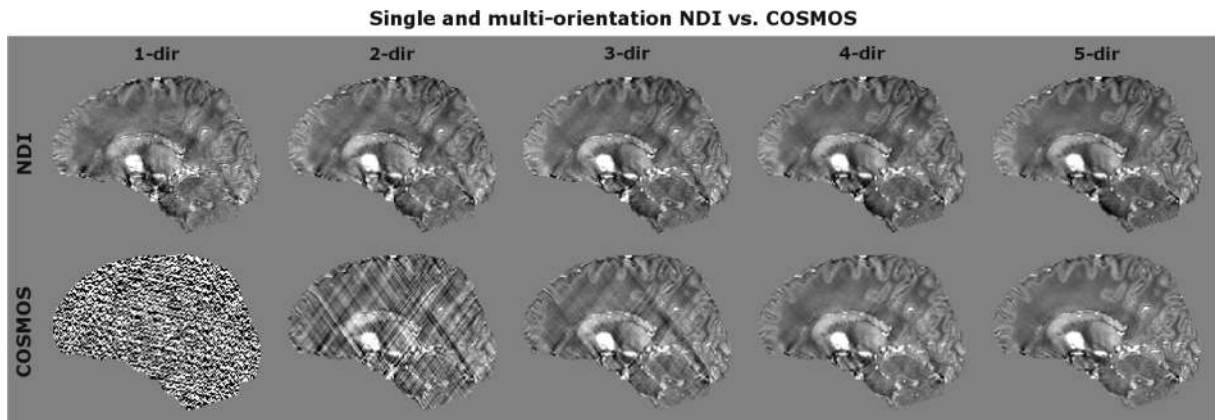 Single and multi-orientation NDI vs. COSMOS
1-dir 2-dir 3-dir 4-dir 5-dir
NDI
COSMOS